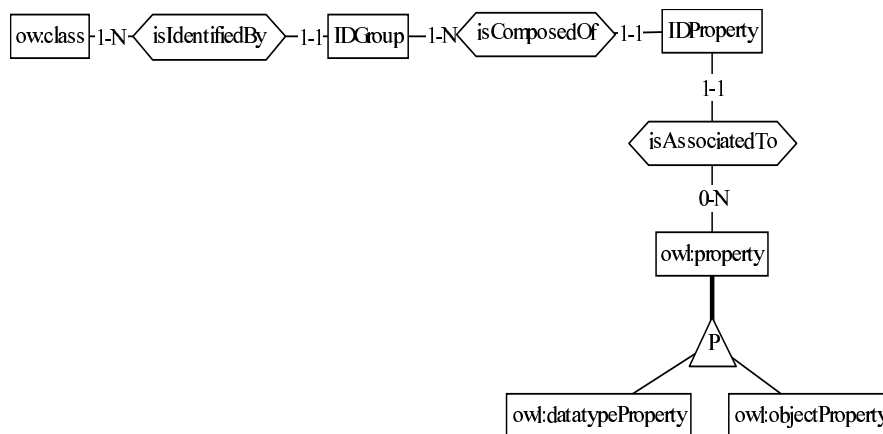 ow.class 1-N isIdentifiedBy 1-1 IDGroup 1-N isComposedOf 1-1 IDProperty
1-1
isAssociatedTo
0-N
owl:property
P
owl:datatypeProperty owl:objectProperty